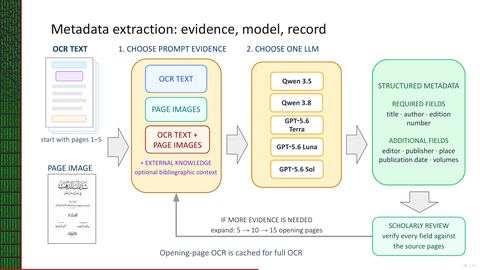 Metadata extraction: evidence, model, record
OCR TEXT
1. CHOOSE PROMPT EVIDENCE
2. CHOOSE ONE LLM
start with pages 1–5
PAGE IMAGE
OCR TEXT
PAGE IMAGES
OCR TEXT +
PAGE IMAGES
+ EXTERNAL KNOWLEDGE
optional bibliographic context
Qwen 3.5
Qwen 3.8
GPT-5.6
Terra
GPT-5.6 Luna
GPT-5.6 Sol
STRUCTURED METADATA
REQUIRED FIELDS
title · author · edition
number
ADDITIONAL FIELDS
editor · publisher · place
publication date · volumes
IF MORE EVIDENCE IS NEEDED
expand: 5 → 10 → 15 opening pages
SCHOLARLY REVIEW
verify every field against
the source pages
Opening-page OCR is cached for full OCR